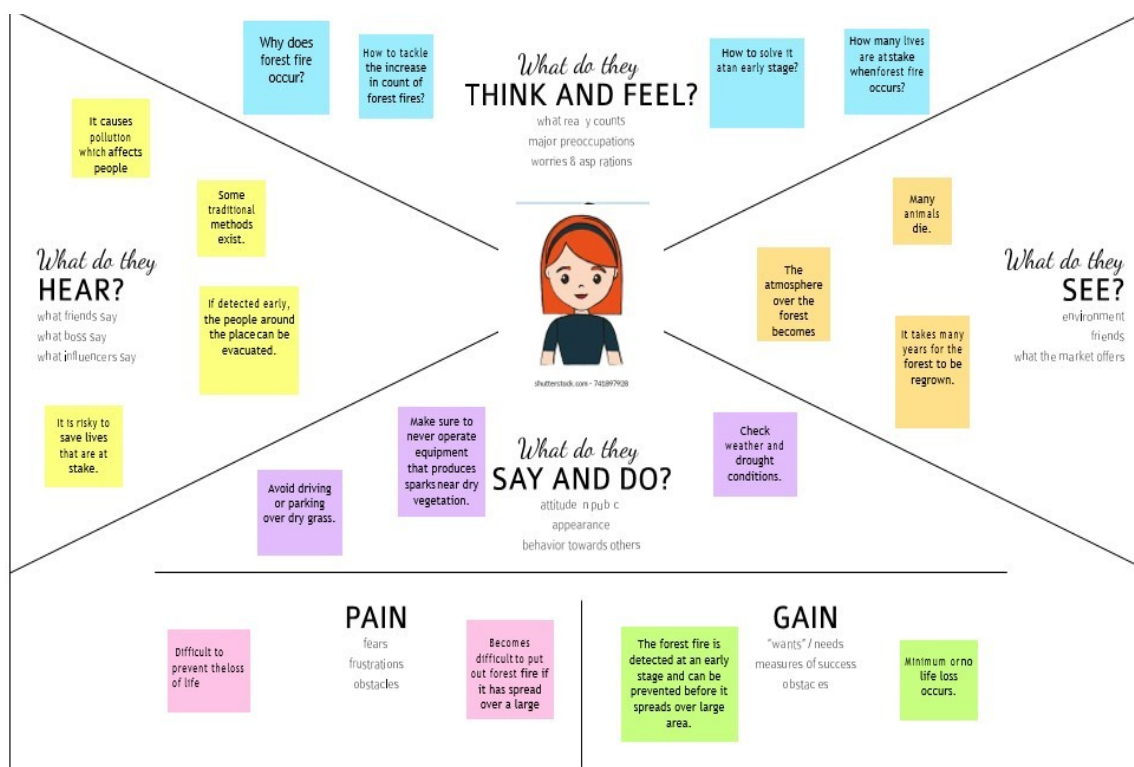 Why does
forest fire
occur?
How to tackle
the increase
in count of
forest fires?
What do they
THINK AND FEEL?
what rea y counts
major preoccupations
worries & asp rations
How to solve it
atan early stage?
How many lives
are atstake
whenforest fire
occurs?
It causes
pollution
which affects
people
Some
traditional
methods
exist.
What do they
HEAR?
what friends say
what boss say
what influencers say
If detected early,
the people around
the place can be
evacuated.
It is risky to
save lives
that are at
stake.
shutterstock.com - 741897928
Many
animals
die.
The
atmosphere
over the
forest
becomes
What do they
SEE?
environment
friends
what the market offers
It takes many
years for the
forest to be
regrown.
Avoid driving
or parking
over dry grass.
Make sure to
never operate
equipment
that produces
sparks near dry
vegetation.
What do they
SAY AND DO?
attitude n pub c
appearance
behavior towards others
Check
weather and
drought
conditions.
PAIN
fears
frustrations
obstacles
Difficult to
prevent theloss
of life
Becomes
difficult to put
out forest fire if
it has spread
over a large
GAIN
"wants" / needs
measures of success
obstac es
The forest fire is
detected at an early
stage and can be
prevented before it
spreads over large
area.
Minimum orno
life loss
occurs.